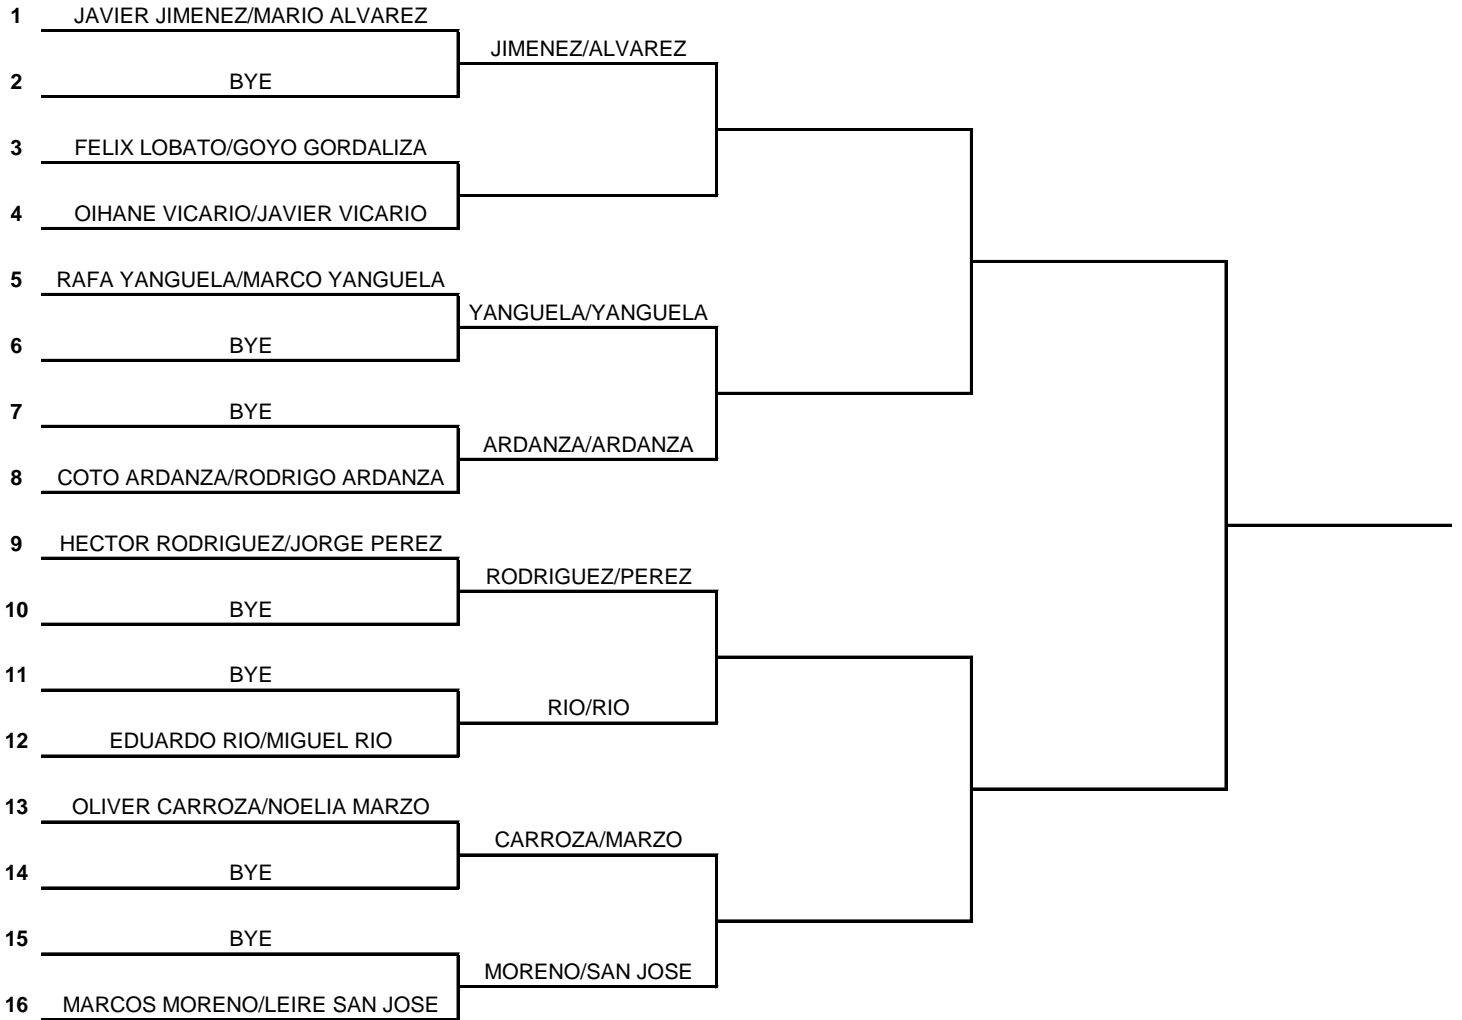 1 JAVIER JIMENEZ/MARIO ALVAREZ
JIMENEZ/ALVAREZ
2 BYE
3 FELIX LOBATO/GOYO GORDALIZA
4 OIHANE VICARIO/JAVIER VICARIO
5 RAFA YANGUELA/MARCO YANGUELA
YANGUELA/YANGUELA
6 BYE
7 BYE
ARDANZA/ARDANZA
8 COTO ARDANZA/RODRIGO ARDANZA
9 HECTOR RODRIGUEZ/JORGE PEREZ
RODRIGUEZ/PEREZ
10 BYE
11 BYE
RIO/RIO
12 EDUARDO RIO/MIGUEL RIO
13 OLIVER CARROZA/NOELIA MARZO
CARROZA/MARZO
14 BYE
15 BYE
MORENO/SAN JOSE
16 MARCOS MORENO/LEIRE SAN JOSE